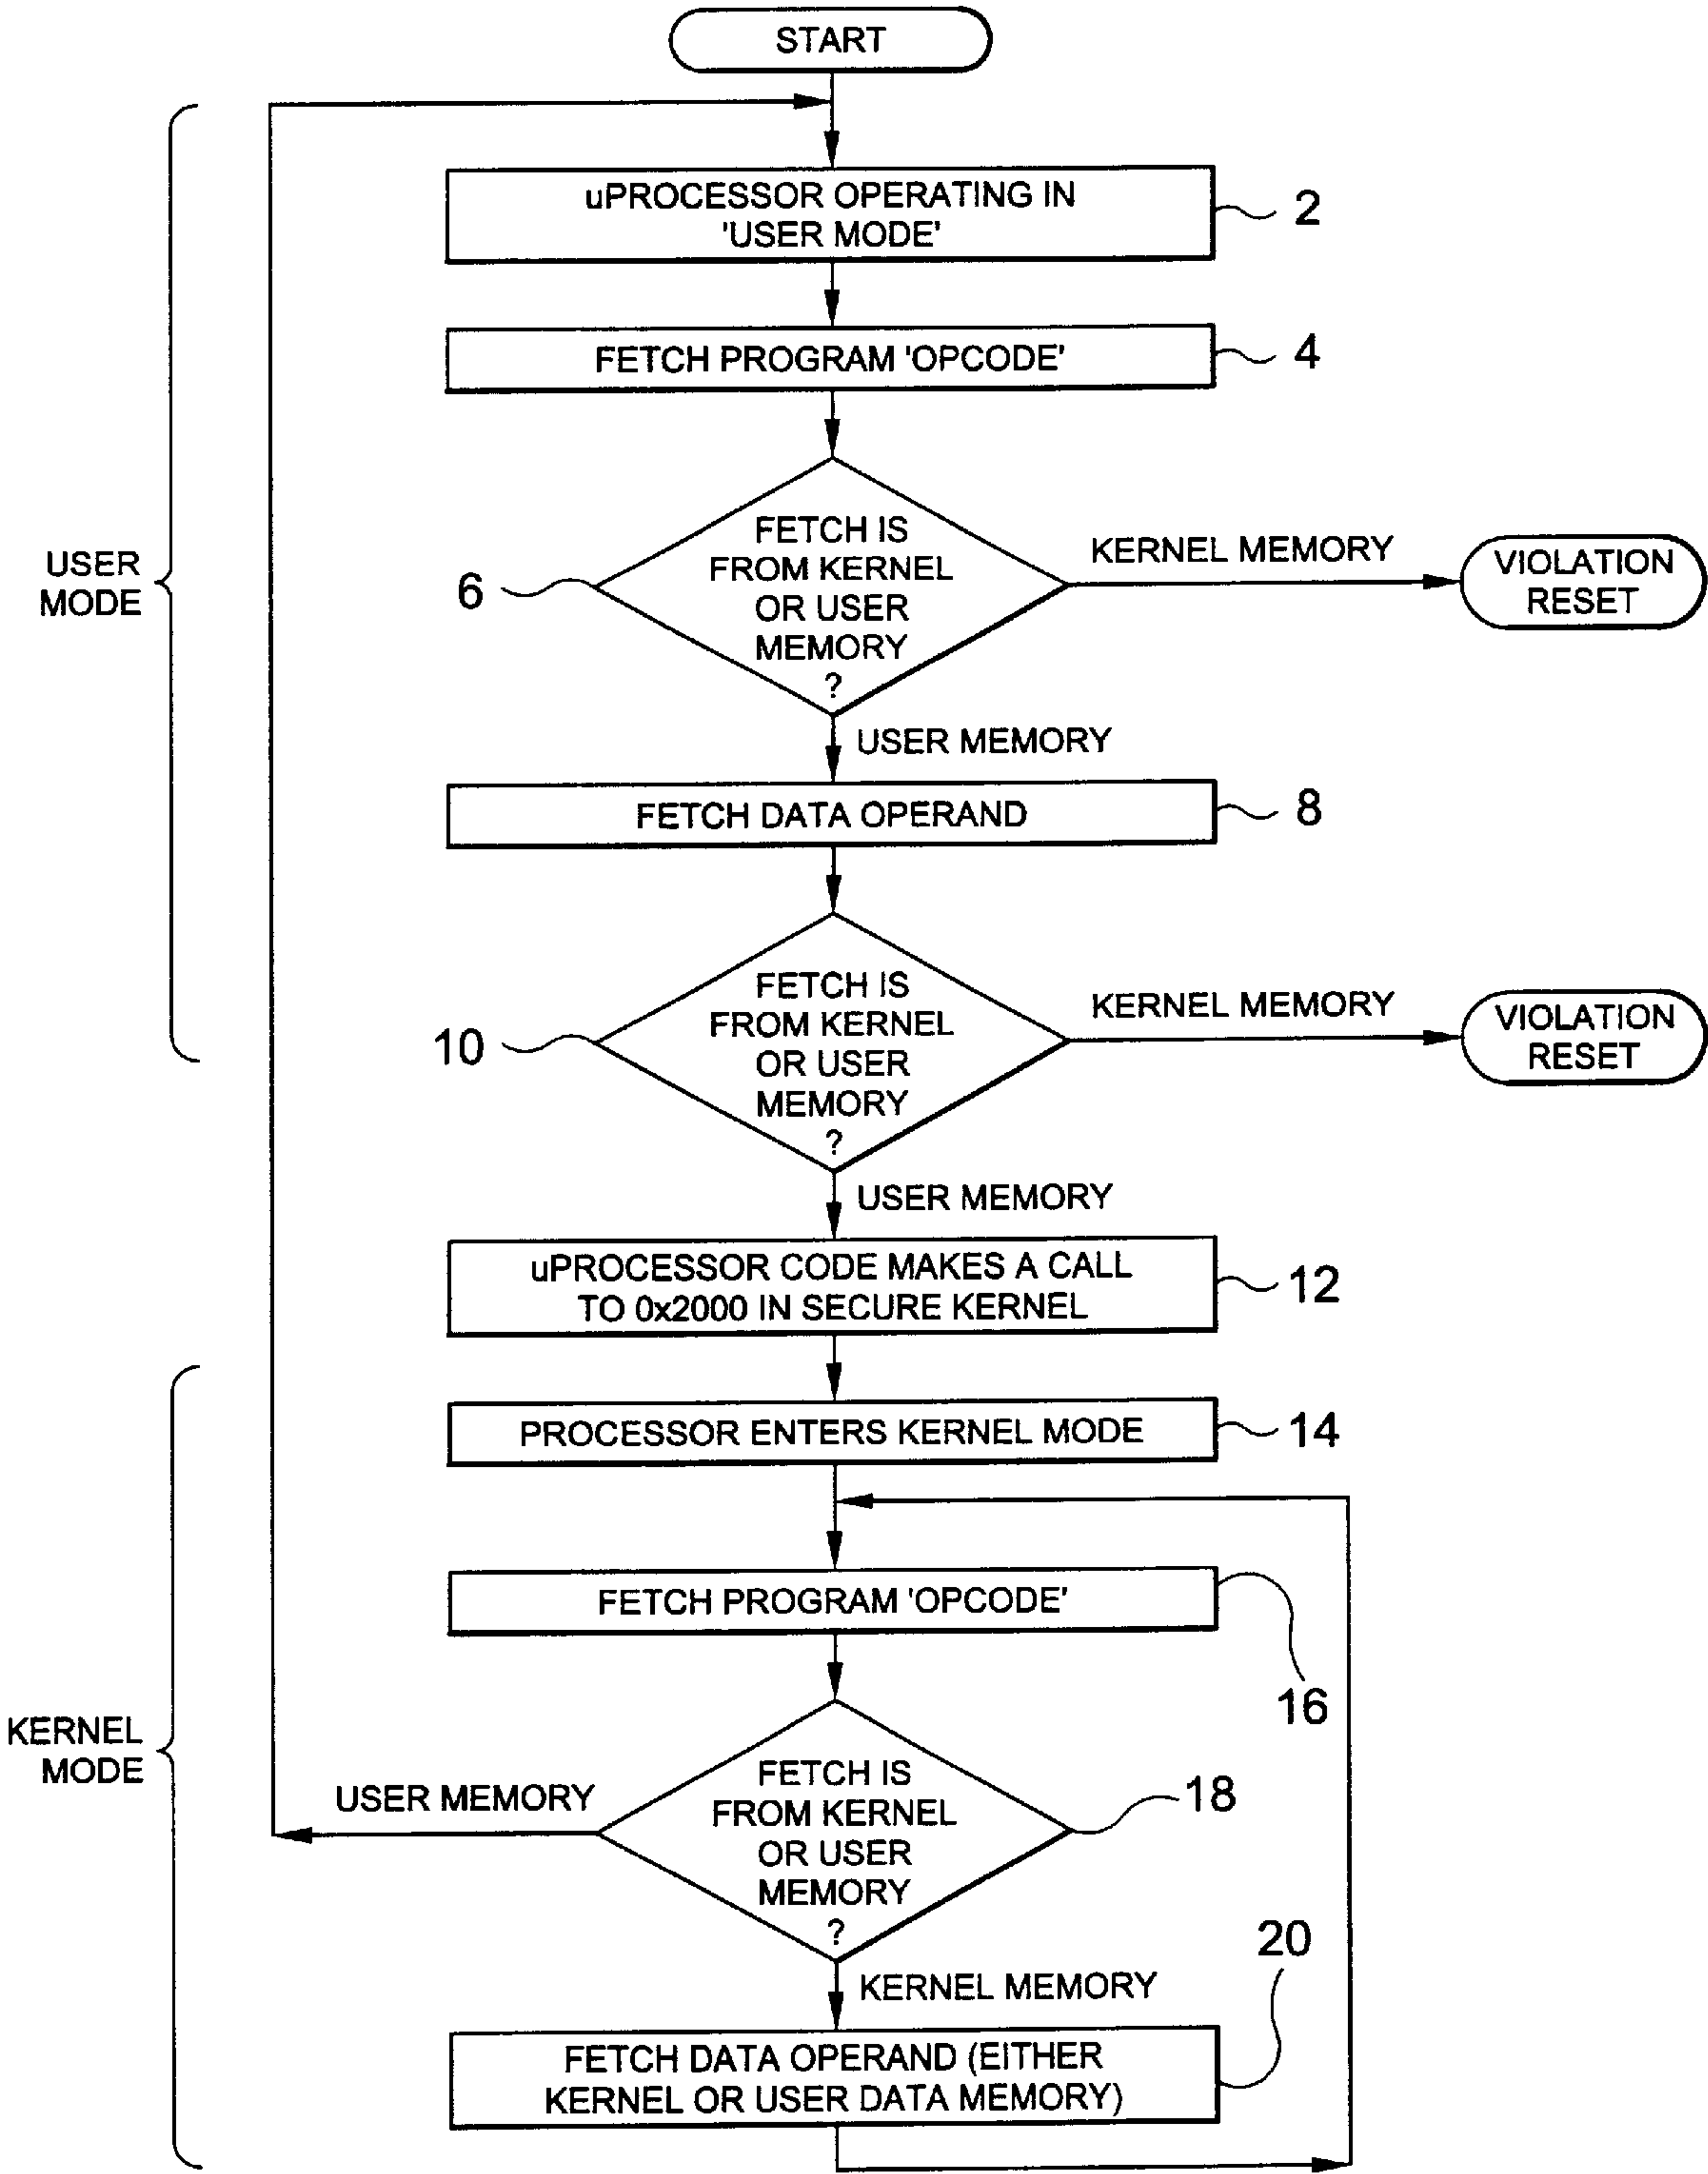 START
uPROCESSOR OPERATING IN
'USER MODE'
2
FETCH PROGRAM 'OPCODE'
4
FETCH IS
FROM KERNEL
OR USER
MEMORY
?
6
KERNEL MEMORY
VIOLATION
RESET
USER
MODE
USER MEMORY
FETCH DATA OPERAND
8
FETCH IS
FROM KERNEL
OR USER
MEMORY
?
10
KERNEL MEMORY
VIOLATION
RESET
USER MEMORY
uPROCESSOR CODE MAKES A CALL
TO 0x2000 IN SECURE KERNEL
12
PROCESSOR ENTERS KERNEL MODE
14
FETCH PROGRAM 'OPCODE'
16
KERNEL
MODE
USER MEMORY
FETCH IS
FROM KERNEL
OR USER
MEMORY
?
18
KERNEL MEMORY
20
FETCH DATA OPERAND (EITHER
KERNEL OR USER DATA MEMORY)